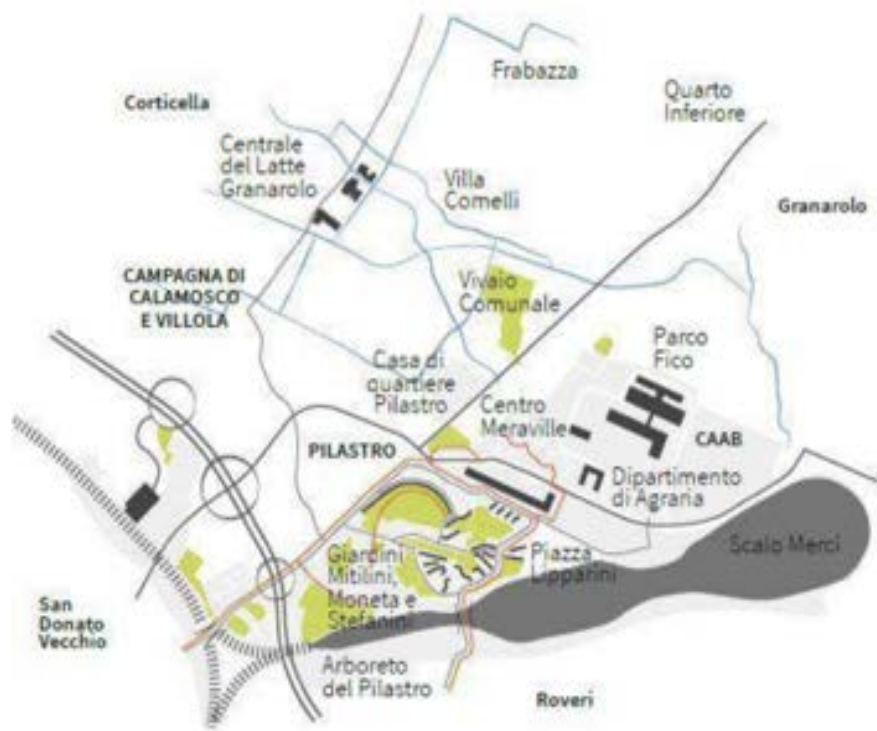 Frabazza
Corticella
Quarto
Inferiore
Centrale
del Latte
Granarolo
Villa
Comelli
Granarolo
CAMPAGNA DI
CALAMOSCO
E VILLOLA
Vivaio
Comunale
Parco
Fico
Casa di
quartiere
Pilastro
Centro
Meraville
PILASTRO
CAAB
Dipartimento
di Agraria
Scalo Merci
Giardini
Mitilini,
Moneta e
Stefanini
Piazza
Lipparini
San
Donato
Vecchio
Arboreto
del Pilastro
Roveri